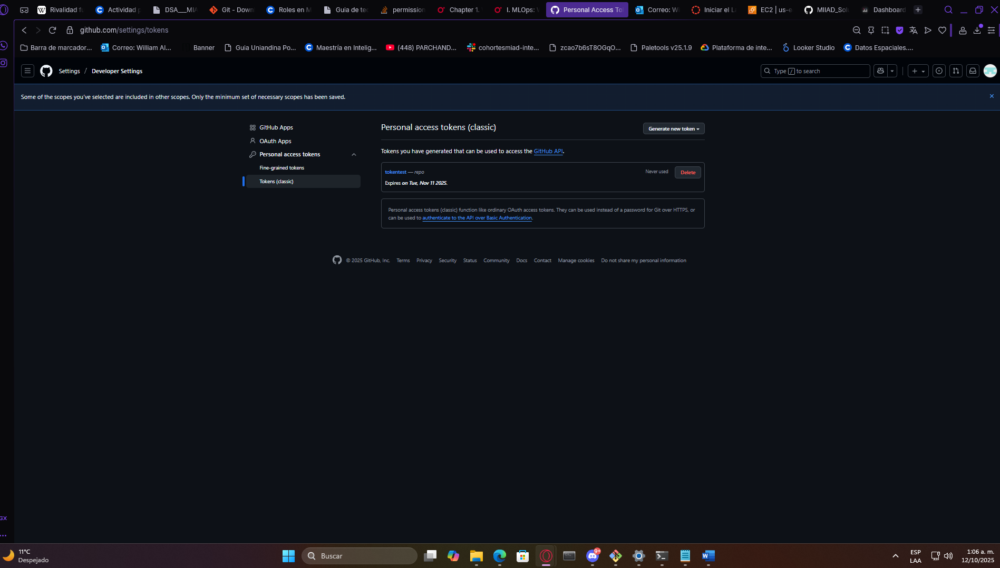 Rivalidad fu
Actividad p
DSA___MIA
Git - Down
Roles en M
Guia de tec
permission
Chapter 1.
I. MLOps: W
Personal Access To
Correo: Wi
Iniciar el La
EC2 | us-e
MIIAD_Solu
Dashboard
github.com/settings/tokens
Barra de marcador...
Correo: William Al...
Banner
Guia Uniandina Po...
Maestría en Intelig...
(448) PARCHAND...
cohortesmiad-inte...
zcao7b6sT8OGqO...
Paletools v25.1.9
Plataforma de inte...
Looker Studio
Datos Espaciales....
Settings / Developer Settings
Type / to search
Some of the scopes you've selected are included in other scopes. Only the minimum set of necessary scopes has been saved.
GitHub Apps
OAuth Apps
Personal access tokens
Fine-grained tokens
Tokens (classic)
Personal access tokens (classic)
Generate new token
Tokens you have generated that can be used to access the GitHub API.
tokentest — repo
Never used
Delete
Expires on Tue, Nov 11 2025.
Personal access tokens (classic) function like ordinary OAuth access tokens. They can be used instead of a password for Git over HTTPS, or
can be used to authenticate to the API over Basic Authentication.
© 2025 GitHub, Inc.
Terms
Privacy
Security
Status
Community
Docs
Contact
Manage cookies
Do not share my personal information
GX
11°C
Despejado
Buscar
9+
ESP
LAA
1:06 a. m.
12/10/2025